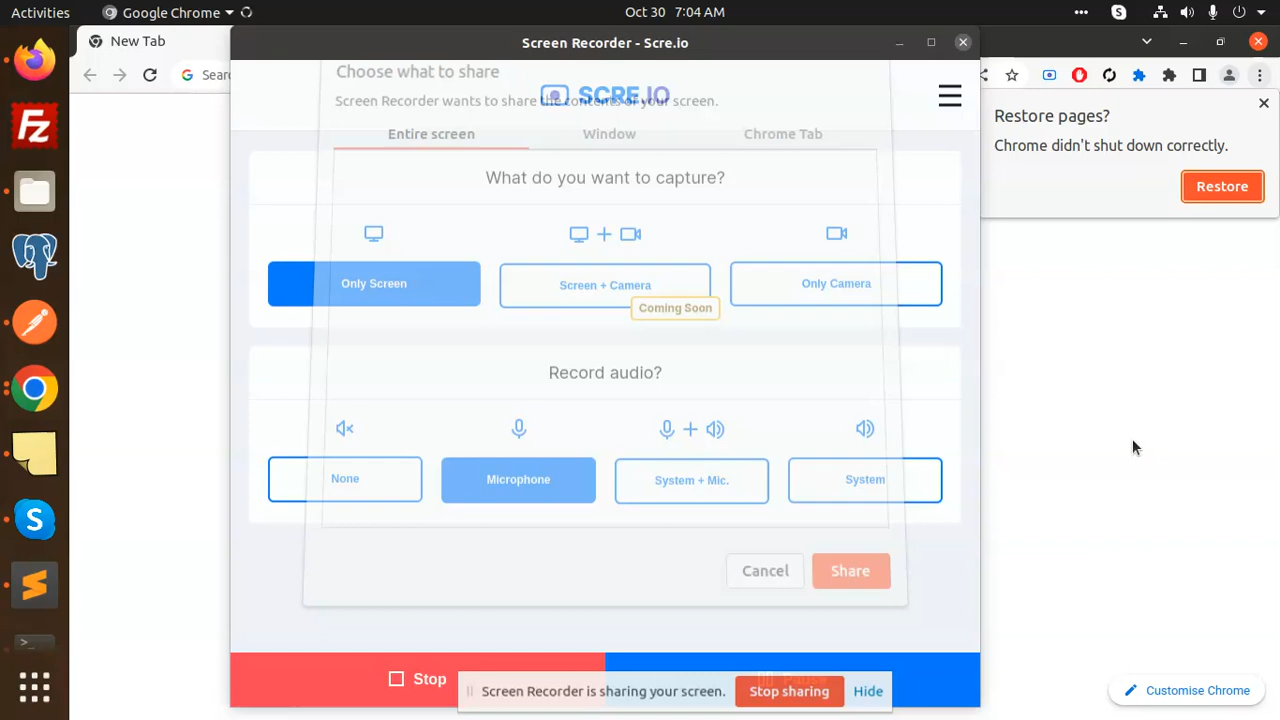 Activities
Google Chrome
Oct 30 7:04 AM
New Tab
Screen Recorder - Scre.io
Sear
Choose what to share
SCRE.IO
Screen Recorder wants to share the contents of your screen.
Entire screen
Window
Chrome Tab
Restore pages?
Chrome didn't shut down correctly.
Restore
What do you want to capture?
Only Screen
Screen + Camera
Only Camera
Coming Soon
Record audio?
None
Microphone
System + Mic.
System
Cancel
Share
Stop
Pause
Screen Recorder is sharing your screen.
Stop sharing
Hide
Customise Chrome